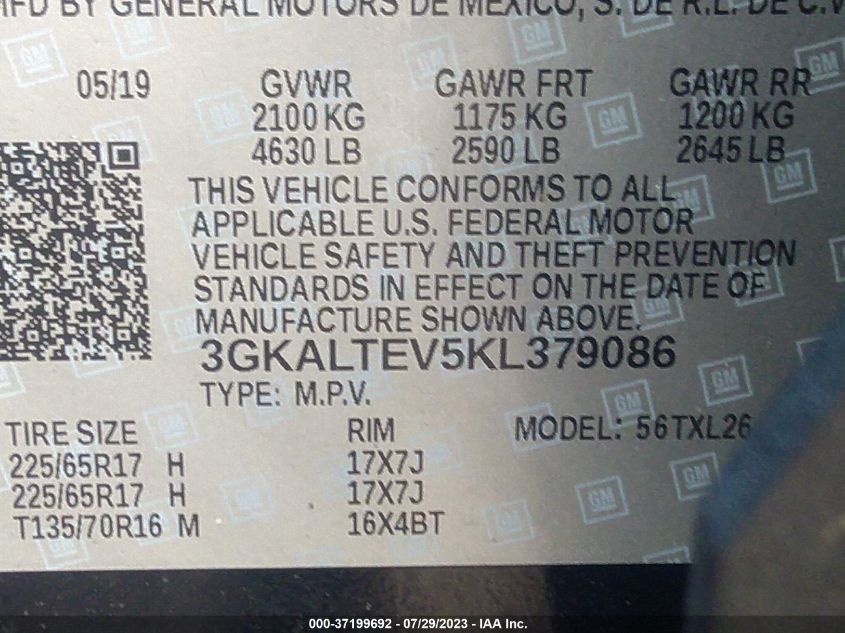 MFD BY GENERAL MOTORS DE MEXICO, S. DE R.L. DE C.V
05/19 GVWR GAWR FRT GAWR RR
2100 KG 1175 KG 1200 KG
4630 LB 2590 LB 2645 LB
THIS VEHICLE CONFORMS TO ALL
APPLICABLE U.S. FEDERAL MOTOR
VEHICLE SAFETY AND THEFT PREVENTION
STANDARDS IN EFFECT ON THE DATE OF
MANUFACTURE SHOWN ABOVE.
3GKALTEV5KL379086
TYPE: M.P.V.
TIRE SIZE RIM MODEL: 56TXL26
225/65R17 H 17X7J
225/65R17 H 17X7J
T135/70R16 M 16X4BT
000-37199692 - 07/29/2023 - IAA Inc.